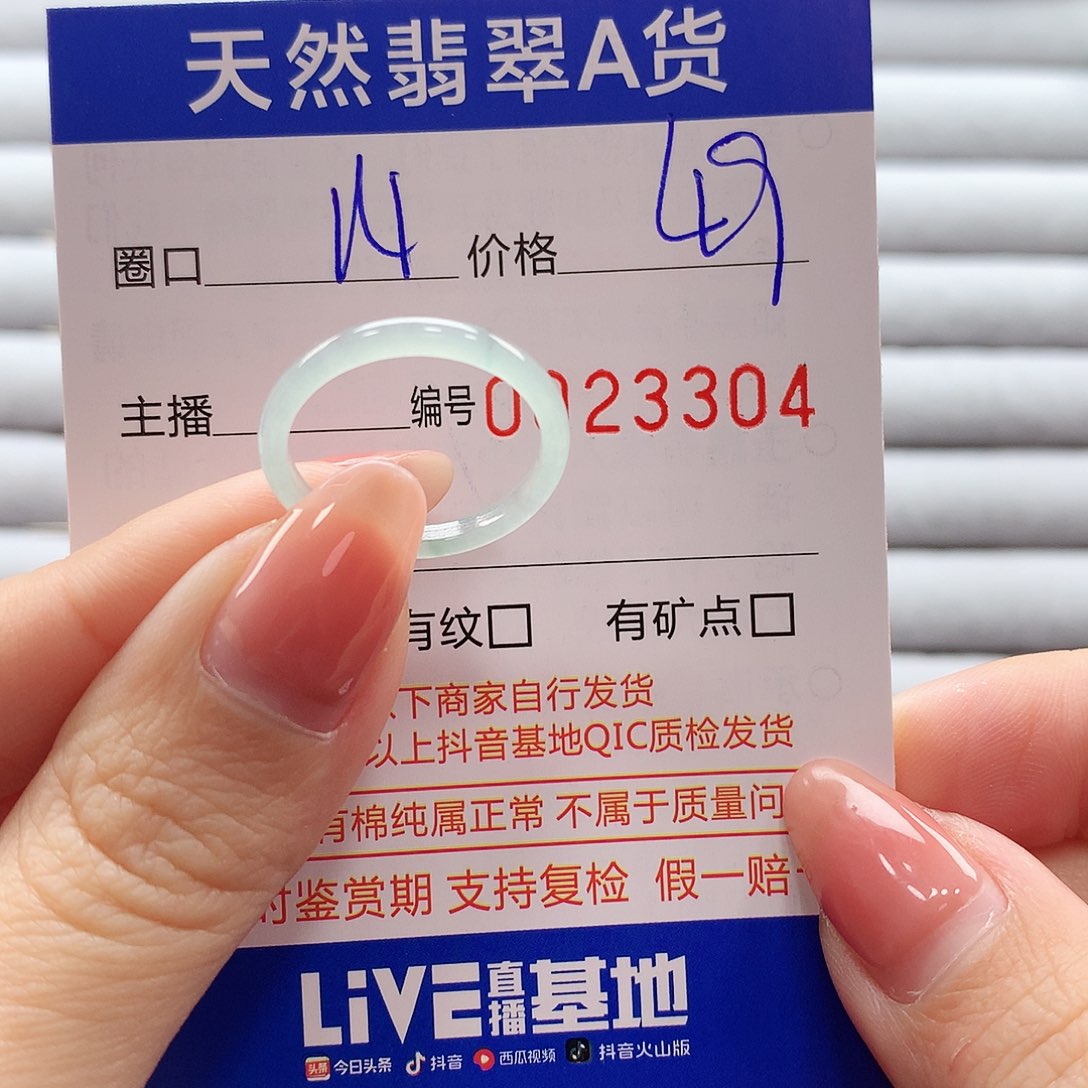 天然翡翠A货
圈口 14 价格 49
主播 编号 0023304
有纹□ 有矿点□
下商家自行发货
以上抖音基地QIC质检发货
有棉纯属正常 不属于质量问
时鉴赏期 支持复检 假一赔
LiVE直播基地
头条 今日头条 抖音 西瓜视频 抖音火山版